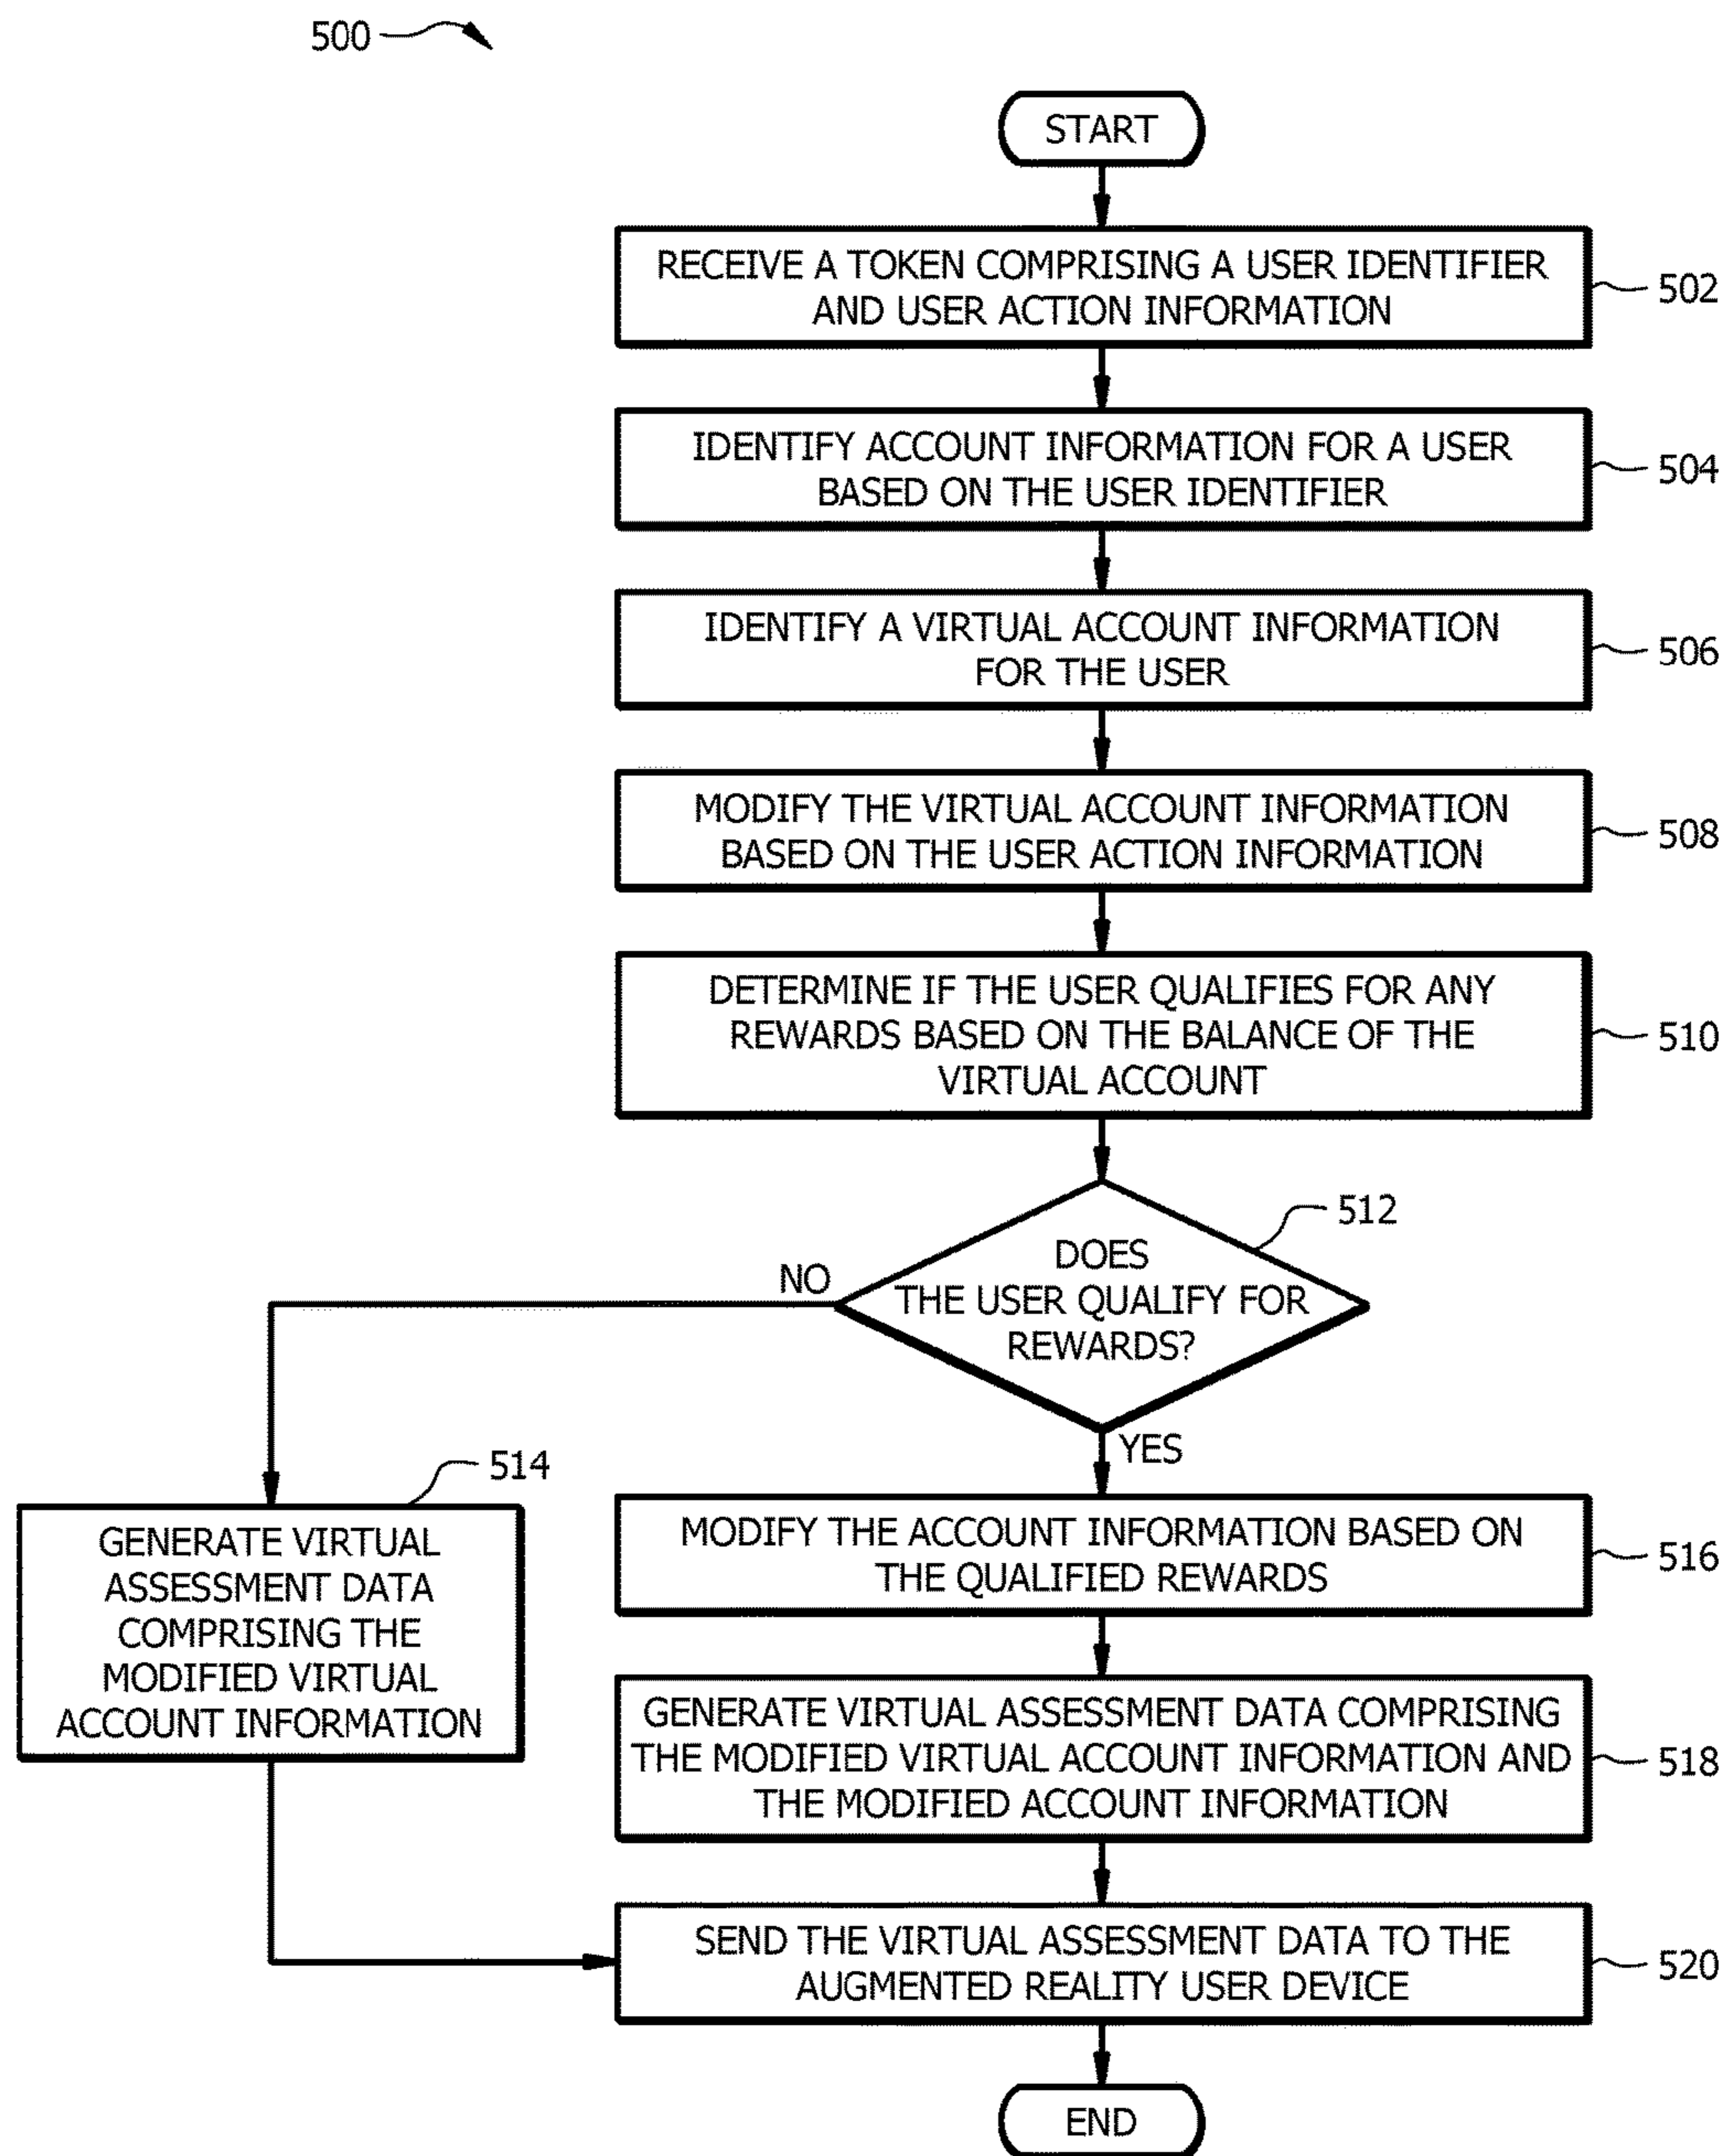 500
START
RECEIVE A TOKEN COMPRISING A USER IDENTIFIER
AND USER ACTION INFORMATION
502
IDENTIFY ACCOUNT INFORMATION FOR A USER
BASED ON THE USER IDENTIFIER
504
IDENTIFY A VIRTUAL ACCOUNT INFORMATION
FOR THE USER
506
MODIFY THE VIRTUAL ACCOUNT INFORMATION
BASED ON THE USER ACTION INFORMATION
508
DETERMINE IF THE USER QUALIFIES FOR ANY
REWARDS BASED ON THE BALANCE OF THE
VIRTUAL ACCOUNT
510
512
DOES
THE USER QUALIFY FOR
REWARDS?
NO
YES
514
GENERATE VIRTUAL
ASSESSMENT DATA
COMPRISING THE
MODIFIED VIRTUAL
ACCOUNT INFORMATION
MODIFY THE ACCOUNT INFORMATION BASED ON
THE QUALIFIED REWARDS
516
GENERATE VIRTUAL ASSESSMENT DATA COMPRISING
THE MODIFIED VIRTUAL ACCOUNT INFORMATION AND
THE MODIFIED ACCOUNT INFORMATION
518
SEND THE VIRTUAL ASSESSMENT DATA TO THE
AUGMENTED REALITY USER DEVICE
520
END